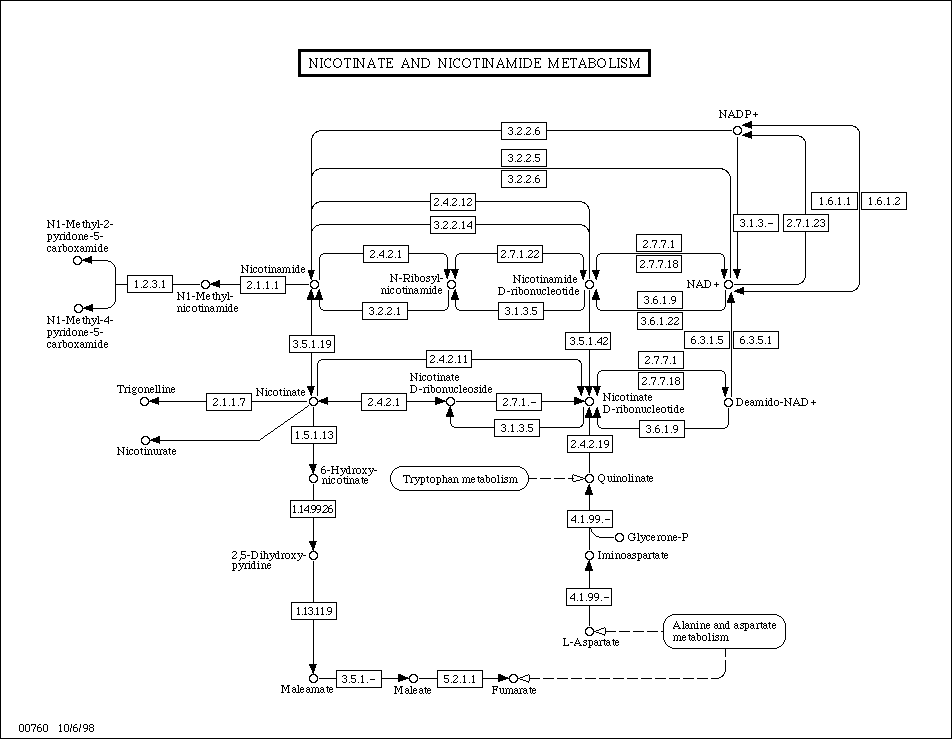 NICOTINATE AND NICOTINAMIDE METABOLISM
NADP+
3.2.2.6
3.2.2.5
3.2.2.6
2.4.2.12
1.6.1.1
1.6.1.2
3.2.2.14
3.1.3.-
2.7.1.23
N1-Methyl-2-
pyridone-5-
carboxamide
2.4.2.1
2.7.1.22
2.7.7.1
2.7.7.18
Nicotinamide
N-Ribosyl-
nicotinamide
Nicotinamide
D-ribonucleotide
NAD+
1.2.3.1
2.1.1.1
N1-Methyl-
nicotinamide
3.2.2.1
3.1.3.5
3.6.1.9
3.6.1.22
N1-Methyl-4-
pyridone-5-
carboxamide
3.5.1.19
3.5.1.42
6.3.1.5
6.3.5.1
2.4.2.11
2.7.7.1
2.7.7.18
Trigonelline
Nicotinate
Nicotinate
D-ribonucleoside
Nicotinate
D-ribonucleotide
Deamido-NAD+
2.1.1.7
2.4.2.1
2.7.1.-
3.1.3.5
3.6.1.9
Nicotinurate
1.5.1.13
2.4.2.19
6-Hydroxy-
nicotinate
Tryptophan metabolism
Quinolinate
1.14.99.26
4.1.99.-
Glycerone-P
2,5-Dihydroxy-
pyridine
Iminoaspartate
1.13.11.9
4.1.99.-
L-Aspartate
Alanine and aspartate
metabolism
Maleamate
3.5.1.-
Maleate
5.2.1.1
Fumarate
00760 10/6/98